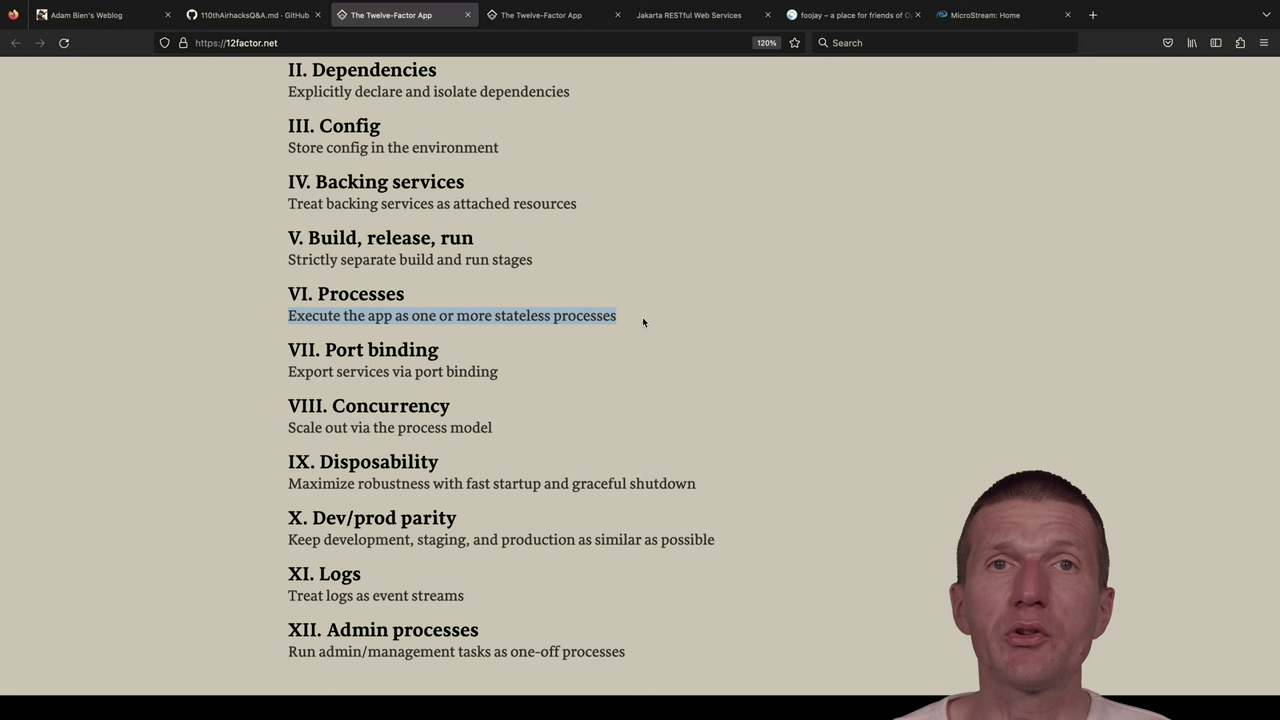 Adam Bien's Weblog
110thAirhacksQ&A.md · GitHub
The Twelve-Factor App
The Twelve-Factor App
Jakarta RESTful Web Services
foojay – a place for friends of O
MicroStream: Home
https://12factor.net
120%
Search
II. Dependencies
Explicitly declare and isolate dependencies
III. Config
Store config in the environment
IV. Backing services
Treat backing services as attached resources
V. Build, release, run
Strictly separate build and run stages
VI. Processes
Execute the app as one or more stateless processes
VII. Port binding
Export services via port binding
VIII. Concurrency
Scale out via the process model
IX. Disposability
Maximize robustness with fast startup and graceful shutdown
X. Dev/prod parity
Keep development, staging, and production as similar as possible
XI. Logs
Treat logs as event streams
XII. Admin processes
Run admin/management tasks as one-off processes